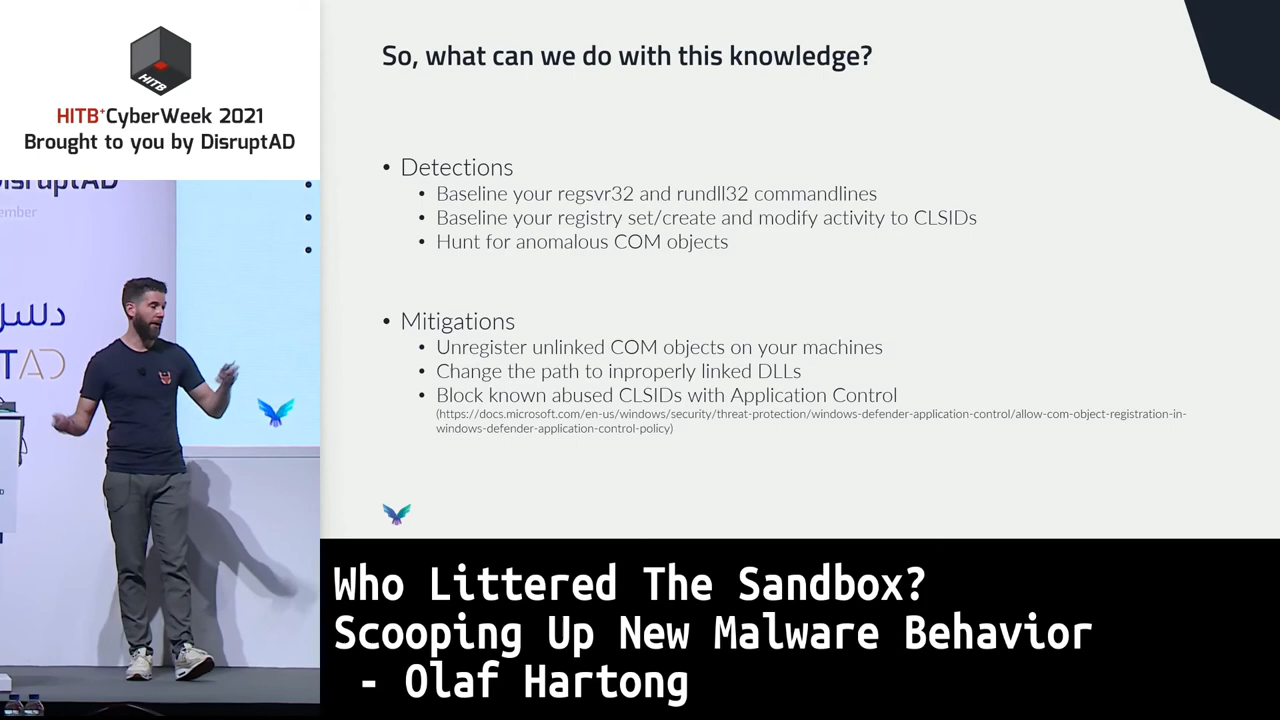 HITB
HITB+CyberWeek 2021
Brought to you by DisruptAD
DisruptAD
So, what can we do with this knowledge?
• Detections
• Baseline your regsvr32 and rundll32 commandlines
• Baseline your registry set/create and modify activity to CLSIDs
• Hunt for anomalous COM objects
• Mitigations
• Unregister unlinked COM objects on your machines
• Change the path to inproperly linked DLLs
• Block known abused CLSIDs with Application Control
(https://docs.microsoft.com/en-us/windows/security/threat-protection/windows-defender-application-control/allow-com-object-registration-in-
windows-defender-application-control-policy)
Who Littered The Sandbox?
Scooping Up New Malware Behavior
- Olaf Hartong